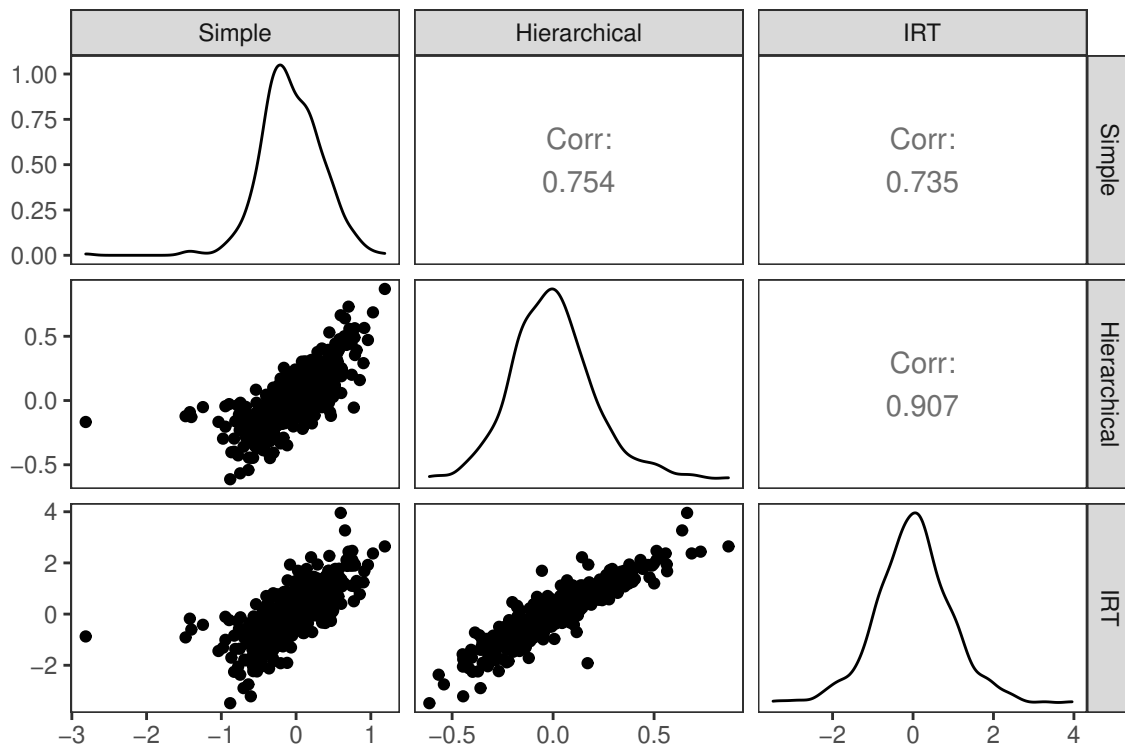 Simple
Hierarchical
IRT
1.00
0.75
0.50
0.25
0.00
Corr:
0.754
Corr:
0.735
Simple
0.5
0.0
−0.5
Corr:
0.907
Hierarchical
4
2
0
−2
IRT
−3 −2 −1 0 1
−0.5 0.0 0.5
−2 0 2 4